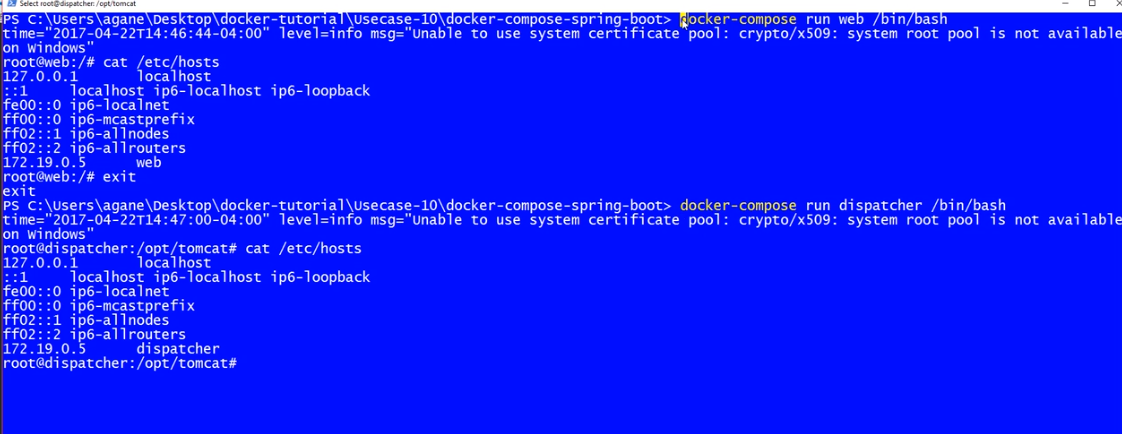 Select root@dispatcher: /opt/tomcat
PS C:\Users\agane\Desktop\docker-tutorial\Usecase-10\docker-compose-spring-boot> docker-compose run web /bin/bash
time="2017-04-22T14:46:44-04:00" level=info msg="Unable to use system certificate pool: crypto/x509: system root pool is not available
on Windows"
root@web:/# cat /etc/hosts
127.0.0.1 localhost
::1 localhost ip6-localhost ip6-loopback
fe00::0 ip6-localnet
ff00::0 ip6-mcastprefix
ff02::1 ip6-allnodes
ff02::2 ip6-allrouters
172.19.0.5 web
root@web:/# exit
exit
PS C:\Users\agane\Desktop\docker-tutorial\Usecase-10\docker-compose-spring-boot> docker-compose run dispatcher /bin/bash
time="2017-04-22T14:47:00-04:00" level=info msg="Unable to use system certificate pool: crypto/x509: system root pool is not available
on Windows"
root@dispatcher:/opt/tomcat# cat /etc/hosts
127.0.0.1 localhost
::1 localhost ip6-localhost ip6-loopback
fe00::0 ip6-localnet
ff00::0 ip6-mcastprefix
ff02::1 ip6-allnodes
ff02::2 ip6-allrouters
172.19.0.5 dispatcher
root@dispatcher:/opt/tomcat#